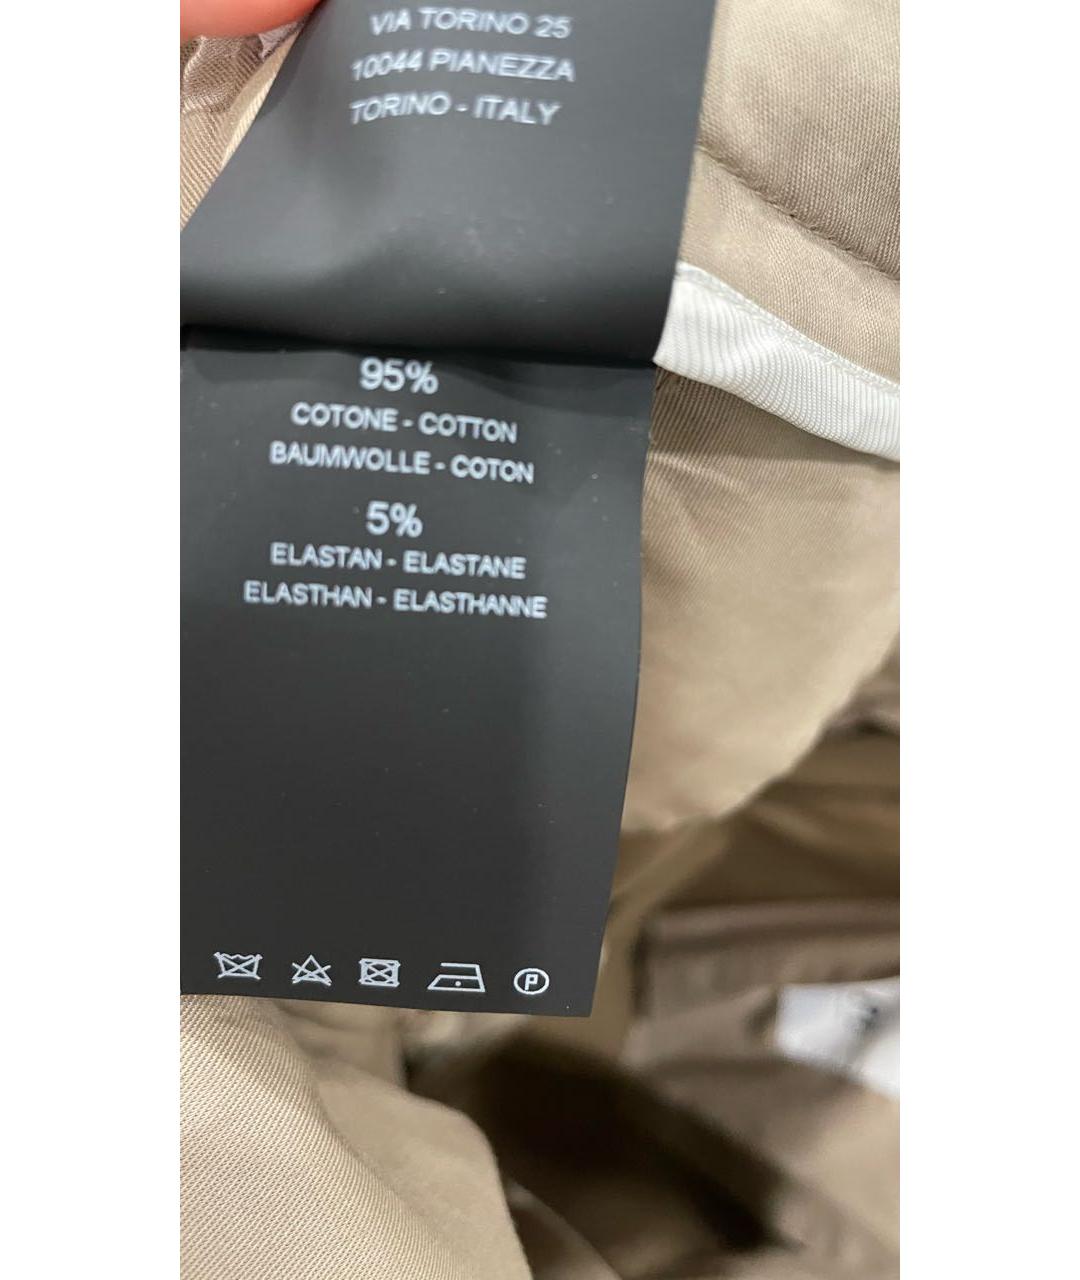 VIA TORINO 25
10044 PIANEZZA
TORINO - ITALY
95%
COTONE - COTTON
BAUMWOLLE - COTON
5%
ELASTAN - ELASTANE
ELASTHAN - ELASTHANNE
P